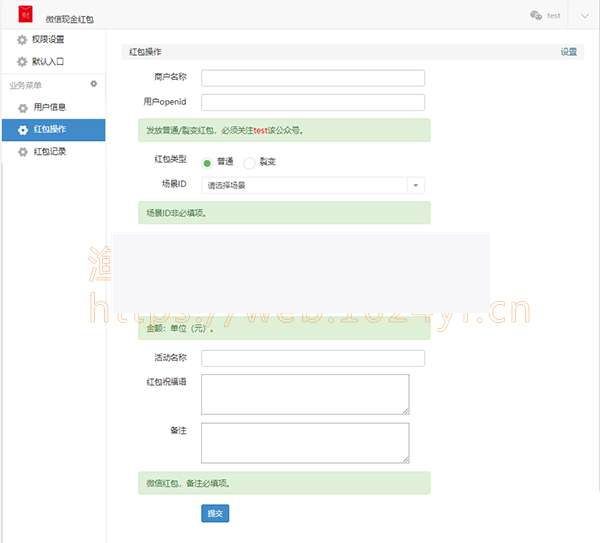 微信现金红包
test
权限设置
默认入口
业务菜单
用户信息
红包操作
红包记录
红包操作
设置
商户名称
用户openid
发放普通/裂变红包，必须关注test该公众号。
红包类型 普通 裂变
场景ID 请选择场景
场景ID非必填项。
金额：单位（元）。
活动名称
红包祝福语
备注
微信红包，备注必填项。
提交